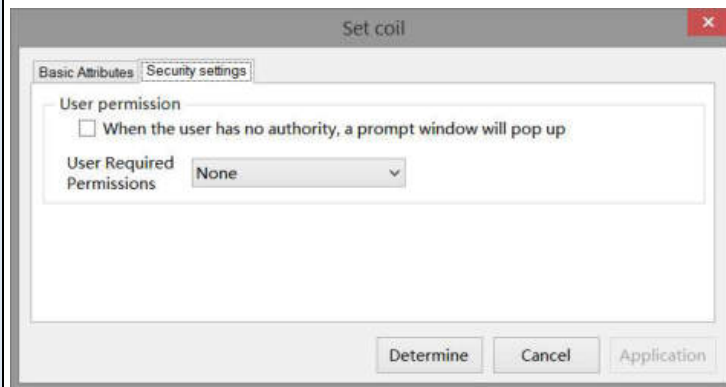 Set coil
Basic Attributes Security settings
User permission
When the user has no authority, a prompt window will pop up
User Required
Permissions
None
Determine Cancel Application